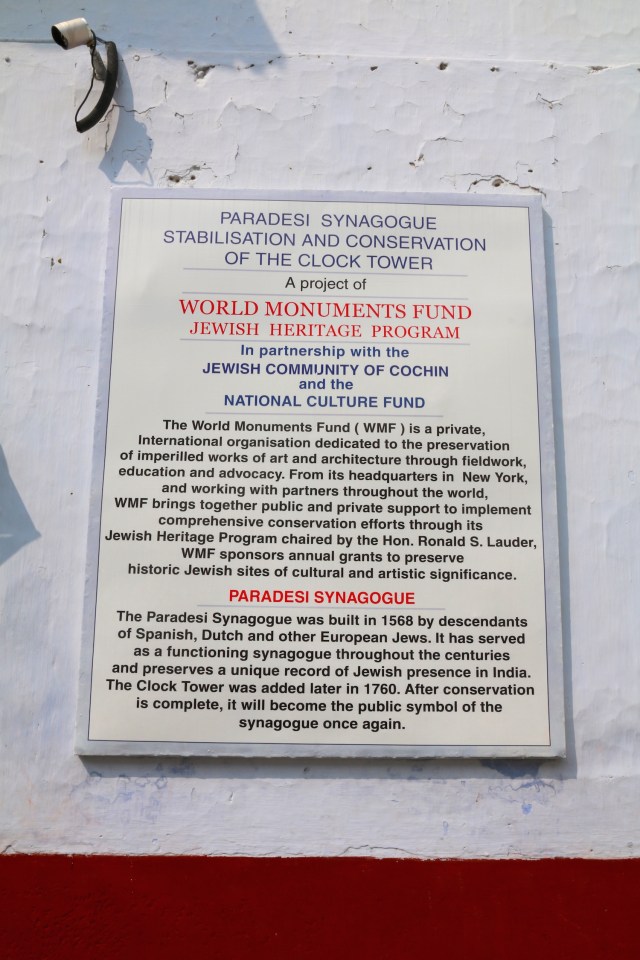 PARADESI SYNAGOGUE
STABILISATION AND CONSERVATION
OF THE CLOCK TOWER
A project of
WORLD MONUMENTS FUND
JEWISH HERITAGE PROGRAM
In partnership with the
JEWISH COMMUNITY OF COCHIN
and the
NATIONAL CULTURE FUND
The World Monuments Fund ( WMF ) is a private,
International organisation dedicated to the preservation
of imperilled works of art and architecture through fieldwork,
education and advocacy. From its headquarters in New York,
and working with partners throughout the world,
WMF brings together public and private support to implement
comprehensive conservation efforts through its
Jewish Heritage Program chaired by the Hon. Ronald S. Lauder,
WMF sponsors annual grants to preserve
historic Jewish sites of cultural and artistic significance.
PARADESI SYNAGOGUE
The Paradesi Synagogue was built in 1568 by descendants
of Spanish, Dutch and other European Jews. It has served
as a functioning synagogue throughout the centuries
and preserves a unique record of Jewish presence in India.
The Clock Tower was added later in 1760. After conservation
is complete, it will become the public symbol of the
synagogue once again.